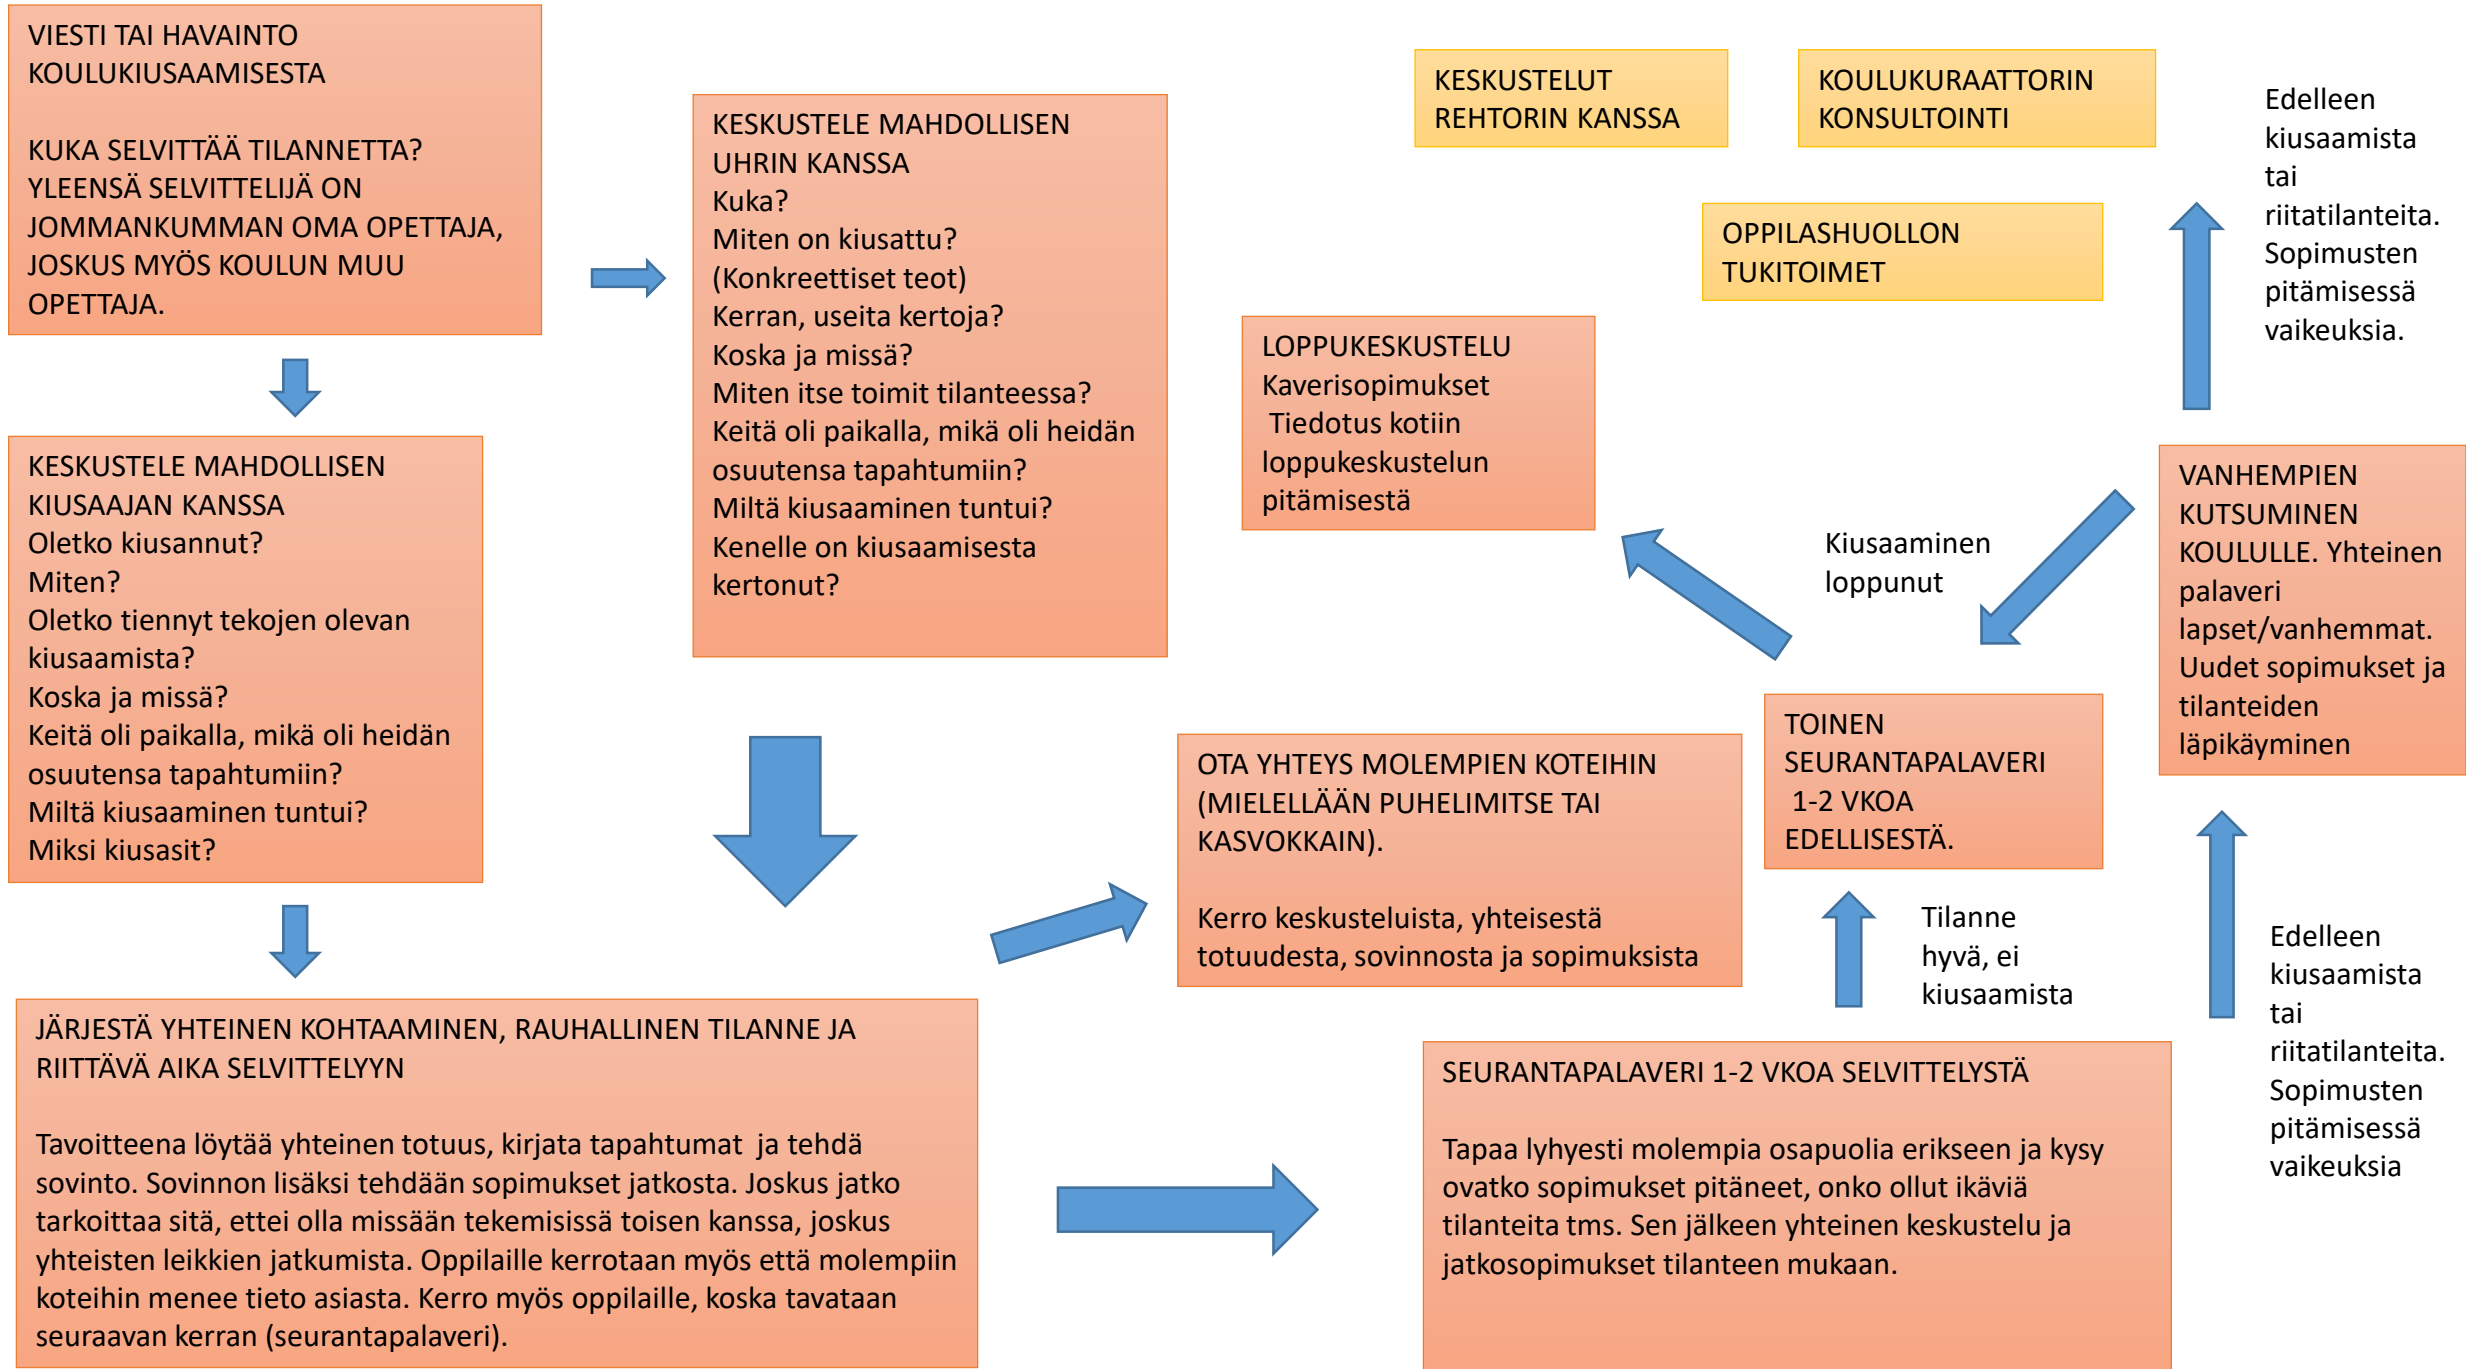 VIESTI TAI HAVAINTO
KOULUKIUSAAMISESTA
KUKA SELVITTÄÄ TILANNETTA?
YLEENSÄ SELVITTELIJÄ ON
JOMMANKUMMAN OMA OPETTAJA,
JOSKUS MYÖS KOULUN MUU
OPETTAJA.
KESKUSTELE MAHDOLLISEN
KIUSAAJAN KANSSA
Oletko kiusannut?
Miten?
Oletko tiennyt tekojen olevan
kiusaamista?
Koska ja missä?
Keitä oli paikalla, mikä oli heidän
osuutensa tapahtumiin?
Miltä kiusaaminen tuntui?
Miksi kiusasit?
KESKUSTELE MAHDOLLISEN
UHRIN KANSSA
Kuka?
Miten on kiusattu?
(Konkreettiset teot)
Kerran, useita kertoja?
Koska ja missä?
Miten itse toimit tilanteessa?
Keitä oli paikalla, mikä oli heidän
osuutensa tapahtumiin?
Miltä kiusaaminen tuntui?
Kenelle on kiusaamisesta
kertonut?
JÄRJESTÄ YHTEINEN KOHTAAMINEN, RAUHALLINEN TILANNE JA
RIITTÄVÄ AIKA SELVITTELYYN
Tavoitteena löytää yhteinen totuus, kirjata tapahtumat  ja tehdä
sovinto. Sovinnon lisäksi tehdään sopimukset jatkosta. Joskus jatko
tarkoittaa sitä, ettei olla missään tekemisissä toisen kanssa, joskus
yhteisten leikkien jatkumista. Oppilaille kerrotaan myös että molempiin
koteihin menee tieto asiasta. Kerro myös oppilaille, koska tavataan
seuraavan kerran (seurantapalaveri).
OTA YHTEYS MOLEMPIEN KOTEIHIN
(MIELELLÄÄN PUHELIMITSE TAI
KASVOKKAIN).
Kerro keskusteluista, yhteisestä
totuudesta, sovinnosta ja sopimuksista
SEURANTAPALAVERI 1-2 VKOA SELVITTELYSTÄ
Tapaa lyhyesti molempia osapuolia erikseen ja kysy
ovatko sopimukset pitäneet, onko ollut ikäviä
tilanteita tms. Sen jälkeen yhteinen keskustelu ja
jatkosopimukset tilanteen mukaan.
Tilanne
hyvä, ei
kiusaamista
TOINEN
SEURANTAPALAVERI
1-2 VKOA
EDELLISESTÄ.
Kiusaaminen
loppunut
LOPPUKESKUSTELU
Kaverisopimukset
Tiedotus kotiin
loppukeskustelun
pitämisestä
Edelleen
kiusaamista
tai
riitatilanteita.
Sopimusten
pitämisessä
vaikeuksia
VANHEMPIEN
KUTSUMINEN
KOULULLE. Yhteinen
palaveri
lapset/vanhemmat.
Uudet sopimukset ja
tilanteiden
läpikäyminen
Edelleen
kiusaamista
tai
riitatilanteita.
Sopimusten
pitämisessä
vaikeuksia.
KESKUSTELUT
REHTORIN KANSSA
KOULUKURAATTORIN
KONSULTOINTI
OPPILASHUOLLON
TUKITOIMET